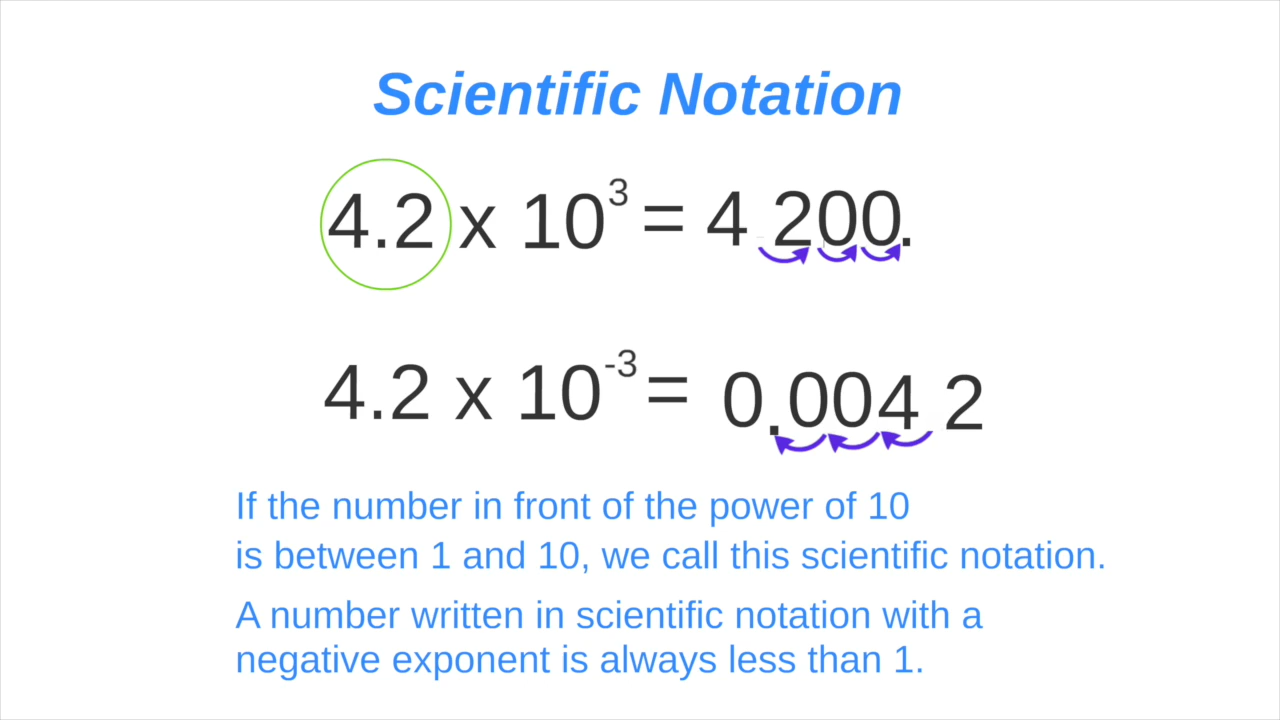 Scientific Notation
4.2 x 10³ = 4 200.
4.2 x 10⁻³ = 0.004 2
If the number in front of the power of 10
is between 1 and 10, we call this scientific notation.
A number written in scientific notation with a
negative exponent is always less than 1.